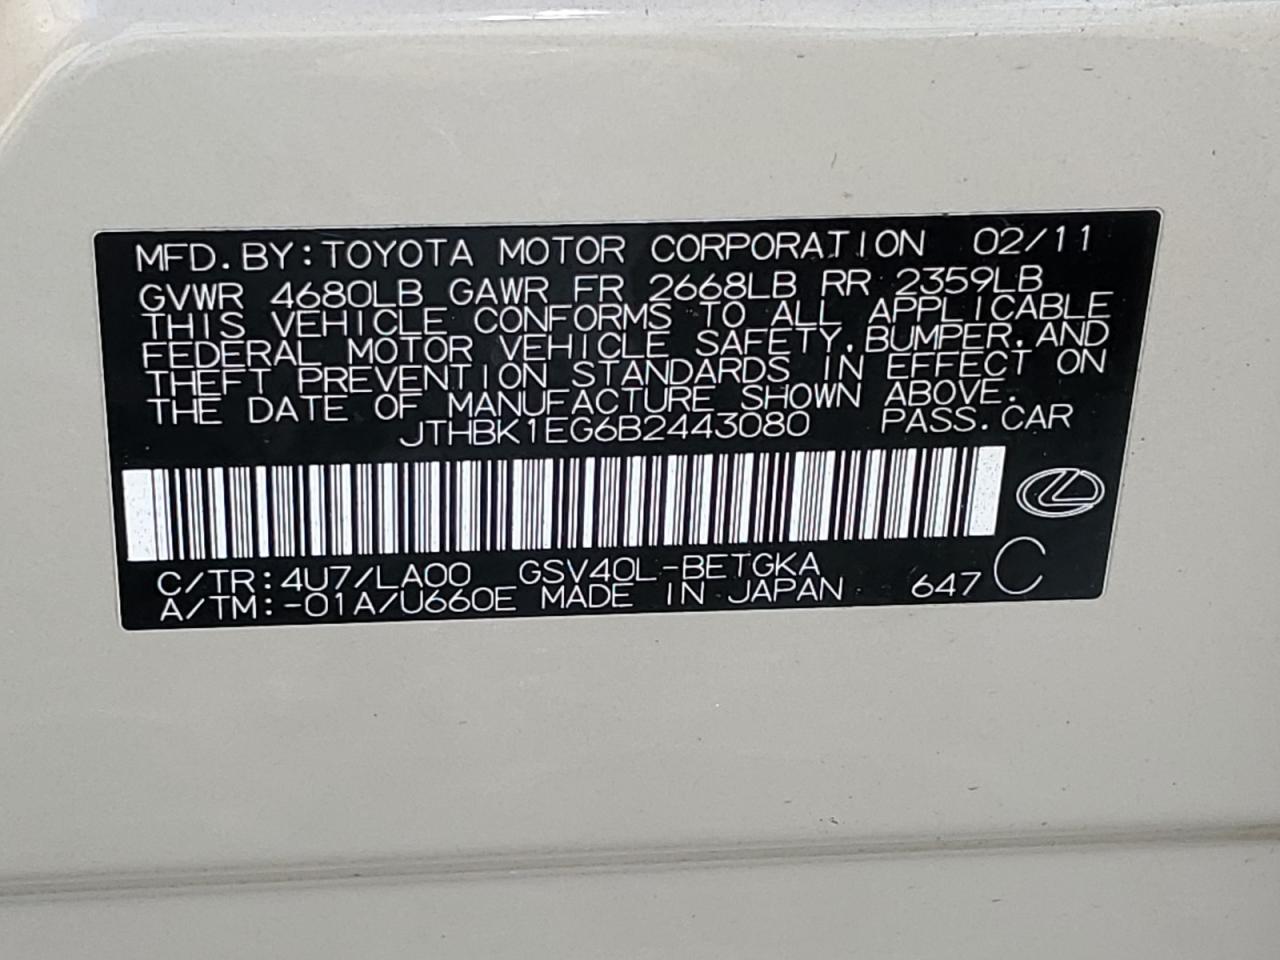 MFD. BY: TOYOTA MOTOR CORPORATION 02/11
GVWR 4680LB GAWR FR 2668LB RR 2359LB
THIS VEHICLE CONFORMS TO ALL APPLICABLE
FEDERAL MOTOR VEHICLE SAFETY, BUMPER, AND
THEFT PREVENTION STANDARDS IN EFFECT ON
THE DATE OF MANUFACTURE SHOWN ABOVE.
JTHBK1EG6B2443080 PASS. CAR
C/TR: 4U7/LA00 GSV40L-BETGKA
A/TM: -01A/U660E MADE IN JAPAN 647 C